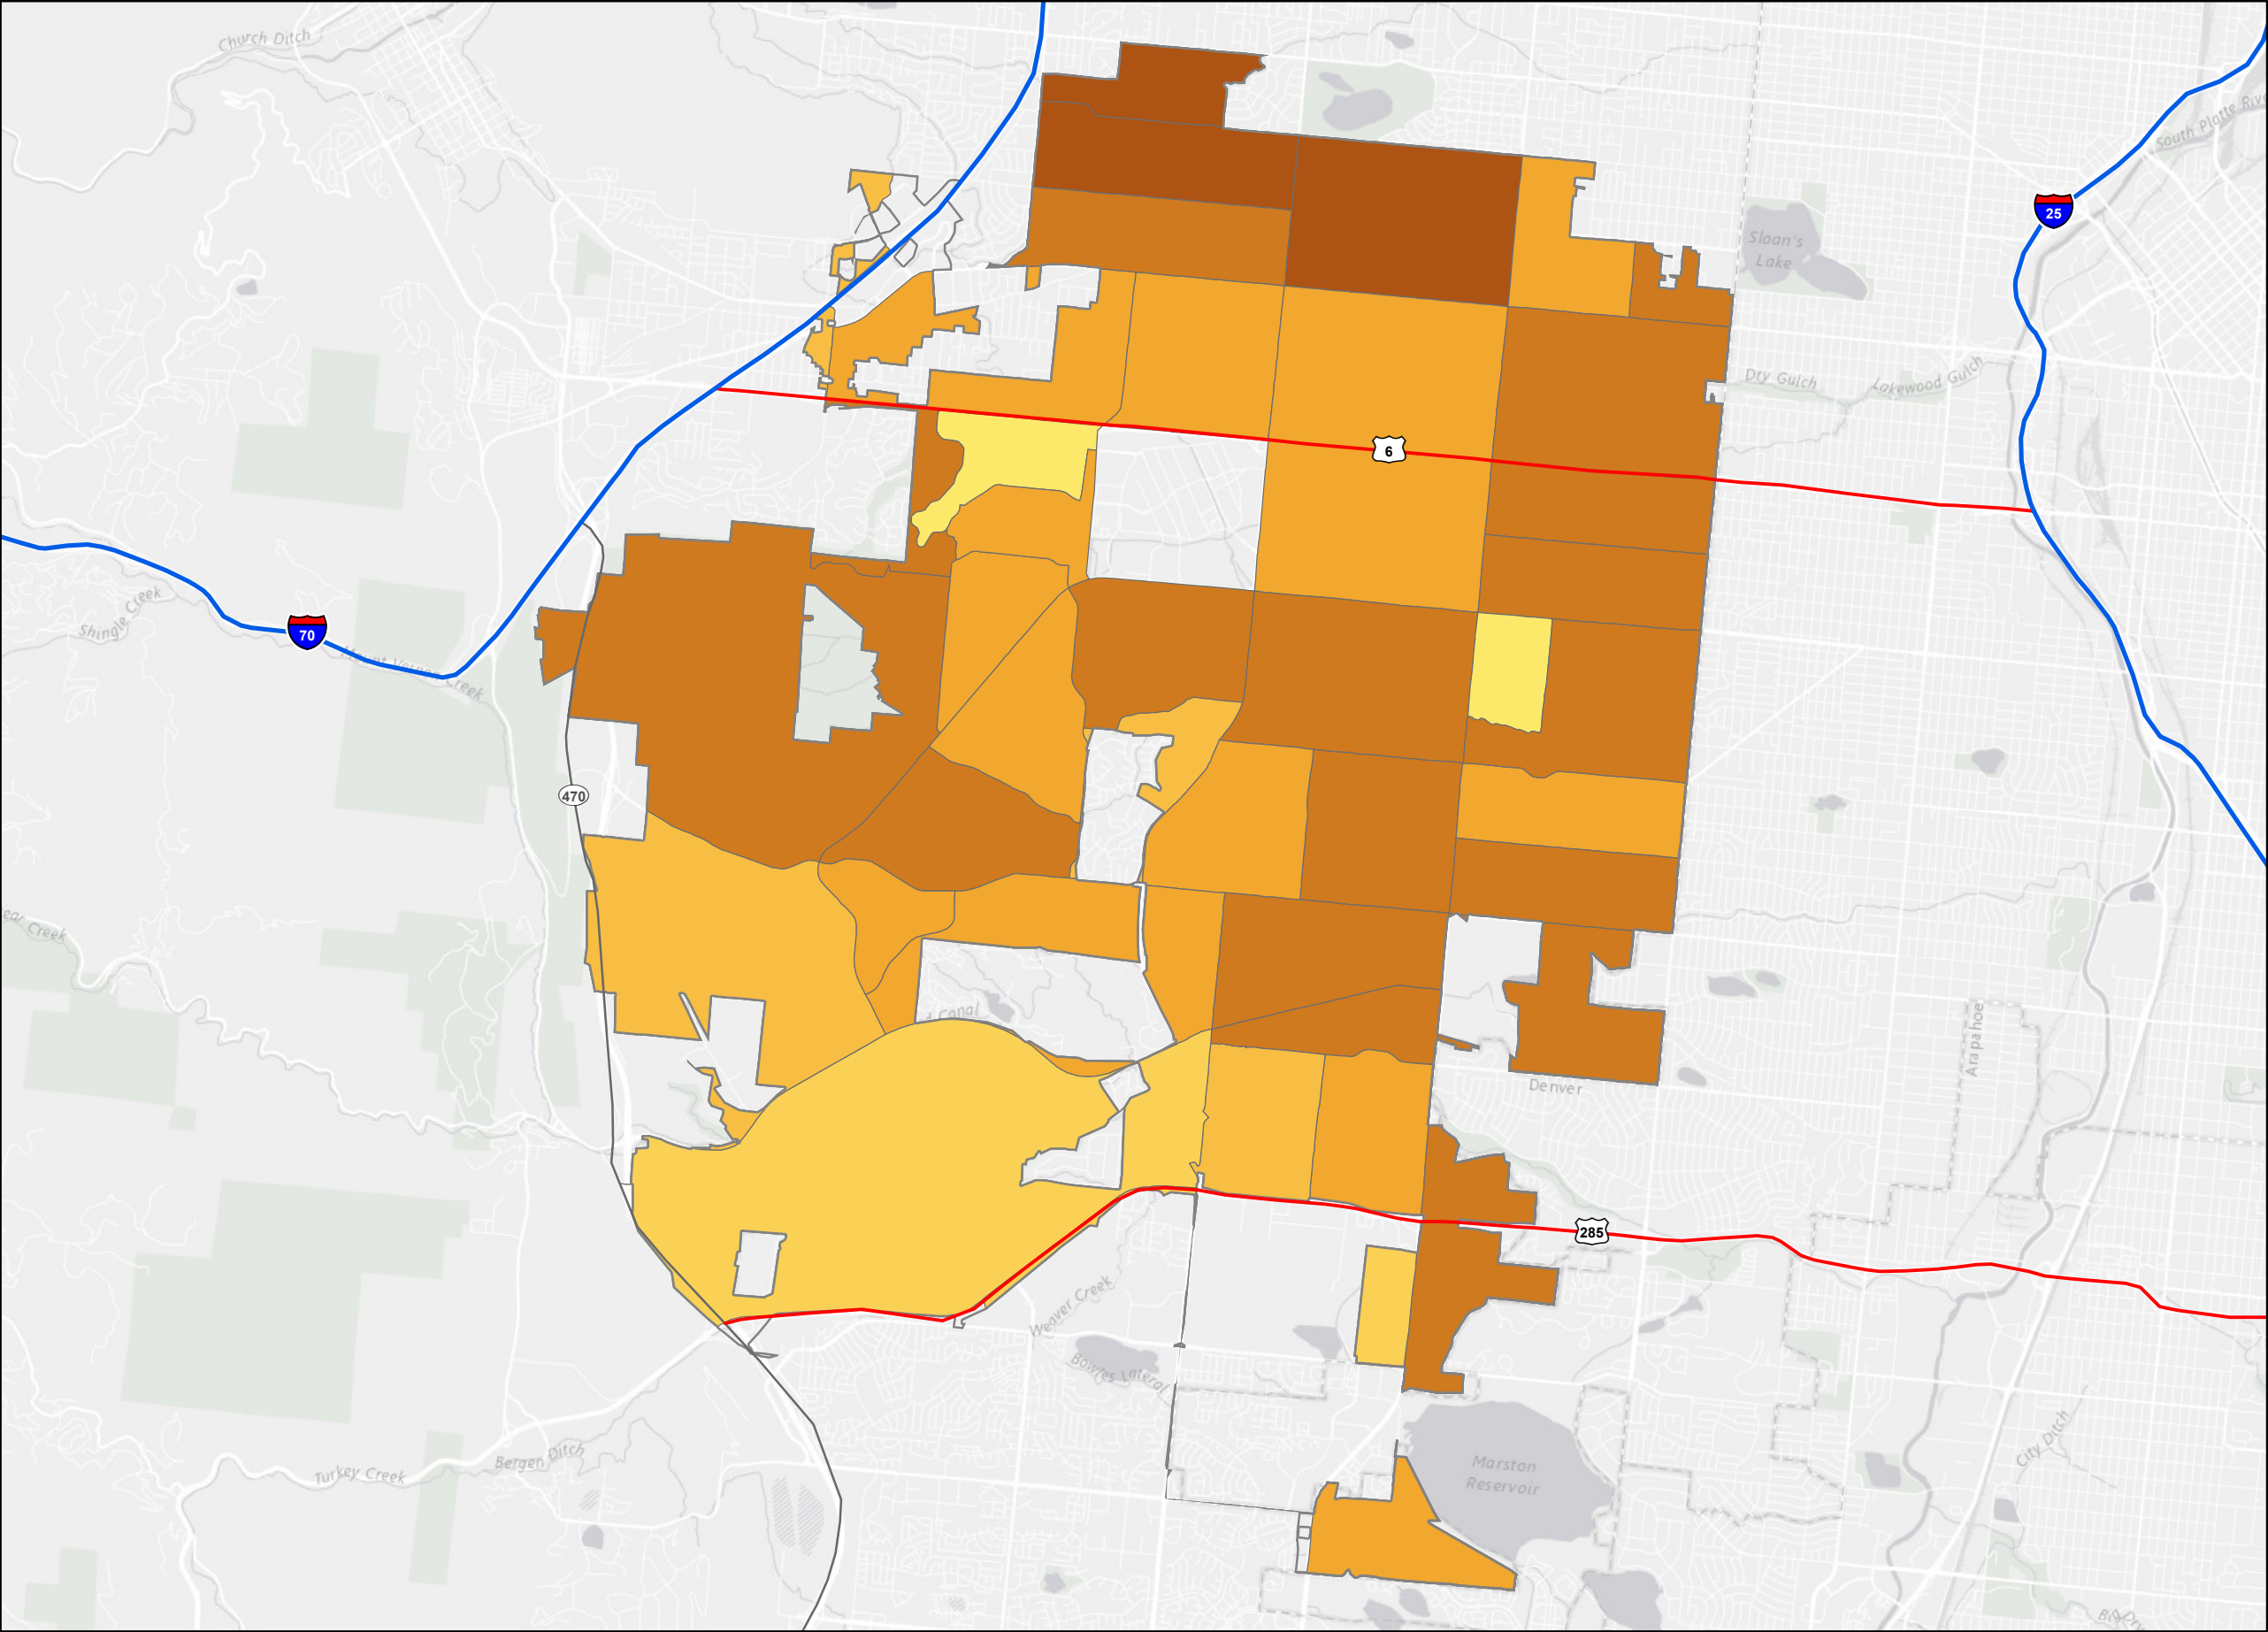 Church Ditch
South Platte Riv
25
Sloan's
Lake
Dry Gulch
Lakewood Gulch
6
Shingle Creek
70
Mount Vernon Creek
470
ear Creek
d Canal
Arapahoe
Denver
285
Weaver Creek
Bowles Lateral
City Ditch
Bergen Ditch
Turkey Creek
Marston
Reservoir
Big Dry